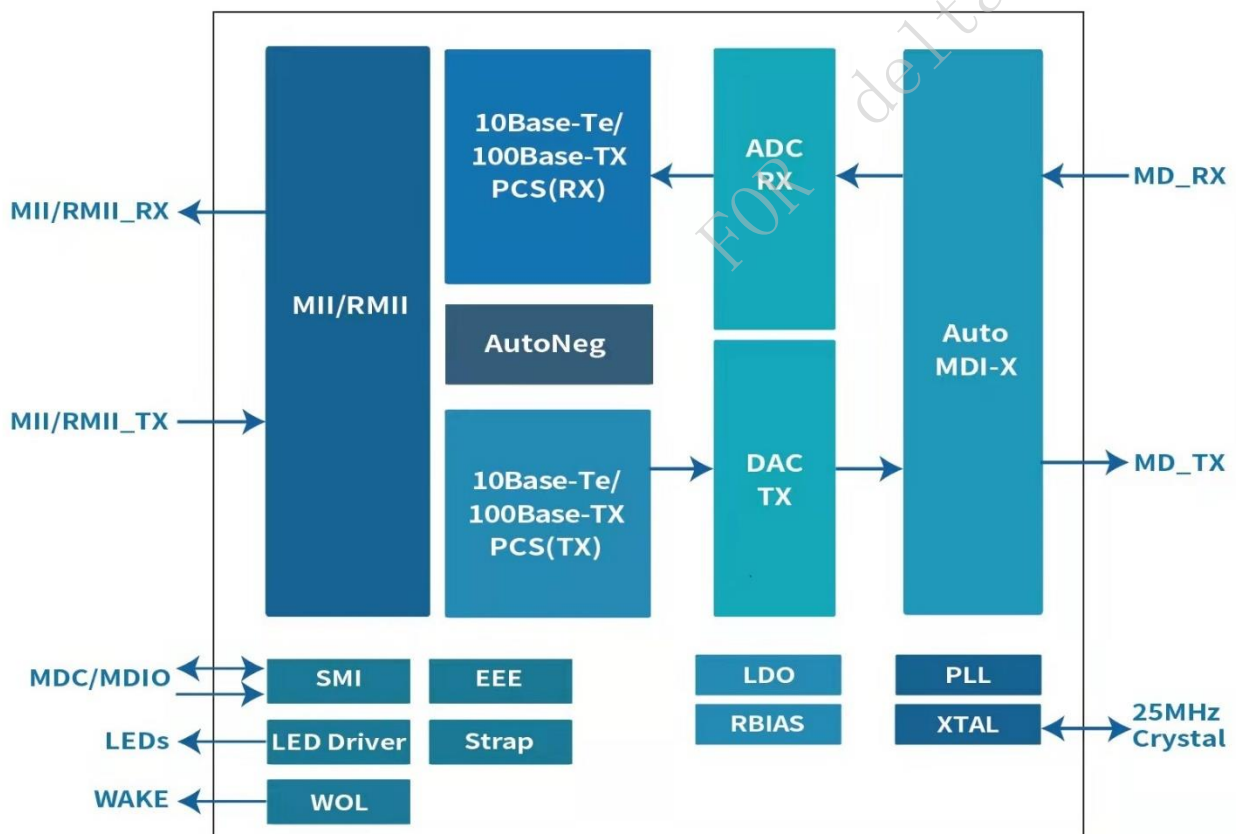 FOR delta
10Base-Te/
100Base-TX
PCS(RX)
ADC
RX
MD_RX
MII/RMII_RX
MII/RMII
AutoNeg
Auto
MDI-X
MII/RMII_TX
10Base-Te/
100Base-TX
PCS(TX)
DAC
TX
MD_TX
MDC/MDIO
SMI
EEE
LDO
PLL
LEDs
LED Driver
Strap
RBIAS
XTAL
25MHz
Crystal
WAKE
WOL